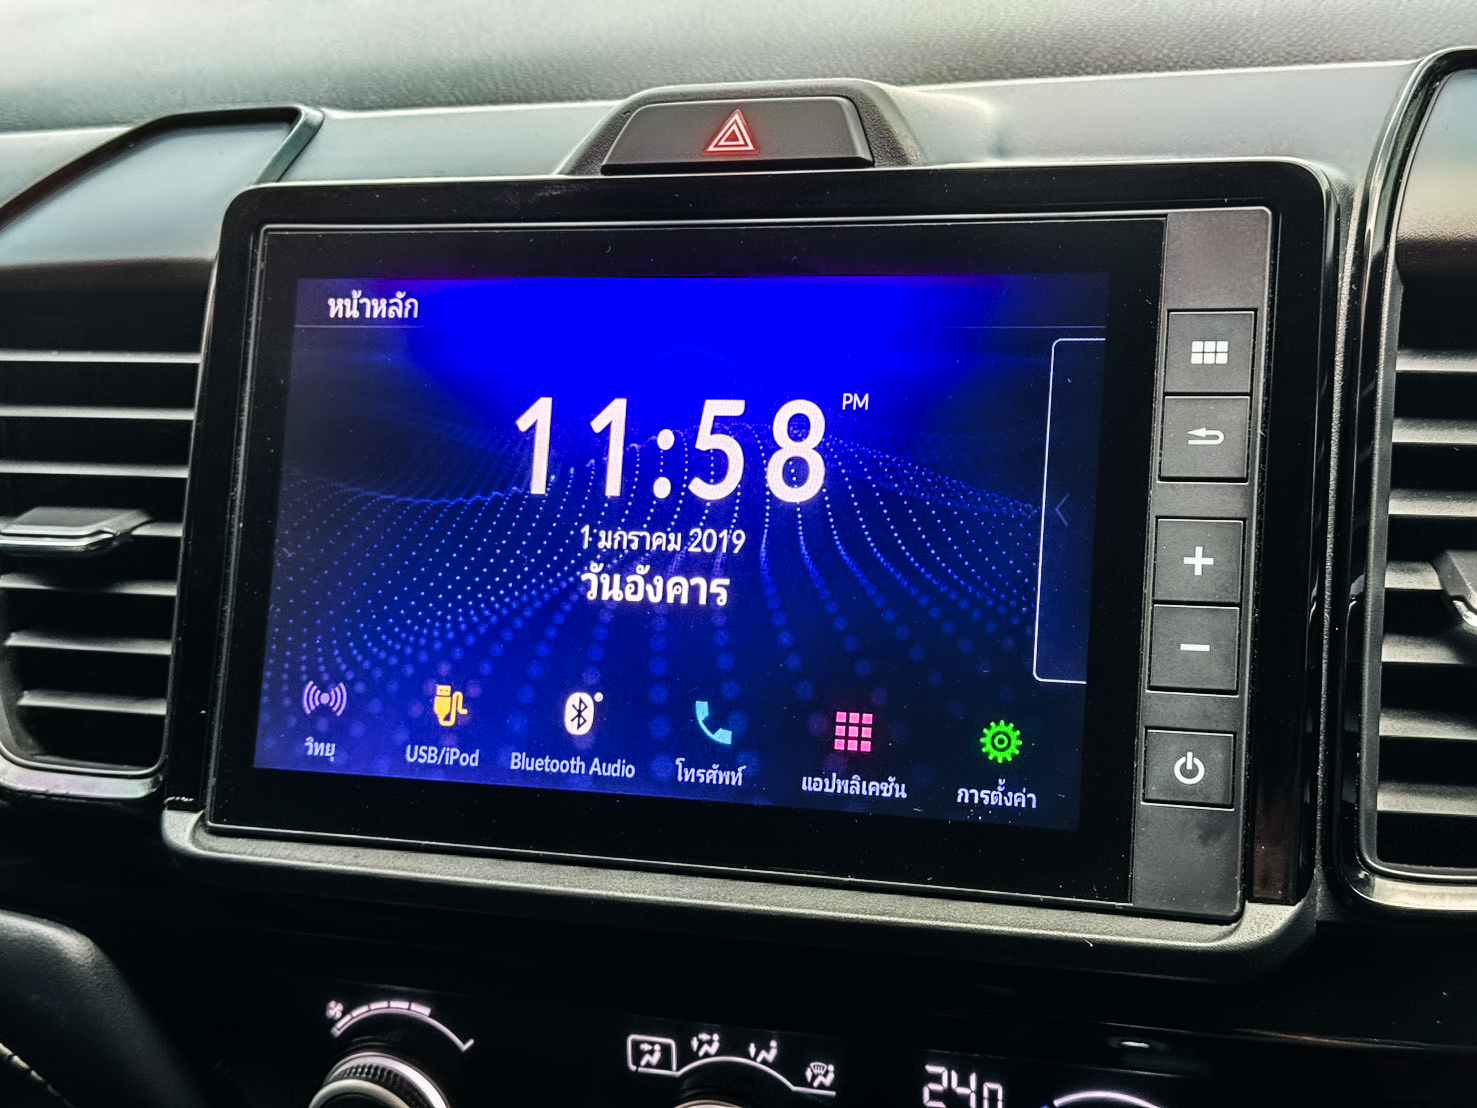 หน้าหลัก
11:58 PM
1 มกราคม 2019
วันอังคาร
วิทยุ
USB/iPod
Bluetooth Audio
โทรศัพท์
แอปพลิเคชัน
การตั้งค่า
24.0